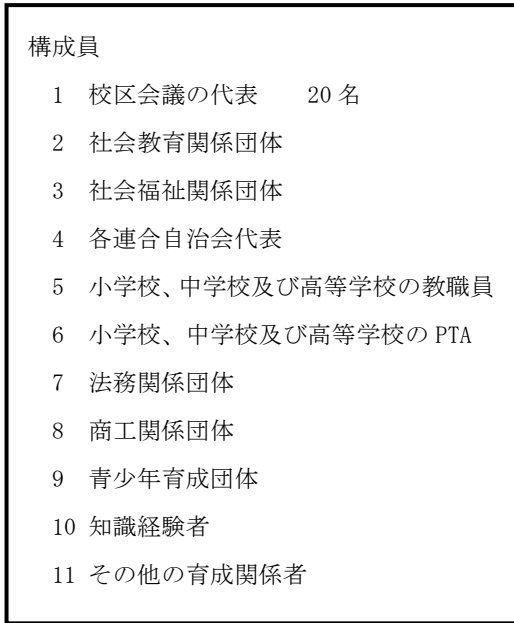 構成員
1 校区会議の代表 20 名
2 社会教育関係団体
3 社会福祉関係団体
4 各連合自治会代表
5 小学校、中学校及び高等学校の教職員
6 小学校、中学校及び高等学校の PTA
7 法務関係団体
8 商工関係団体
9 青少年育成団体
10 知識経験者
11 その他の育成関係者